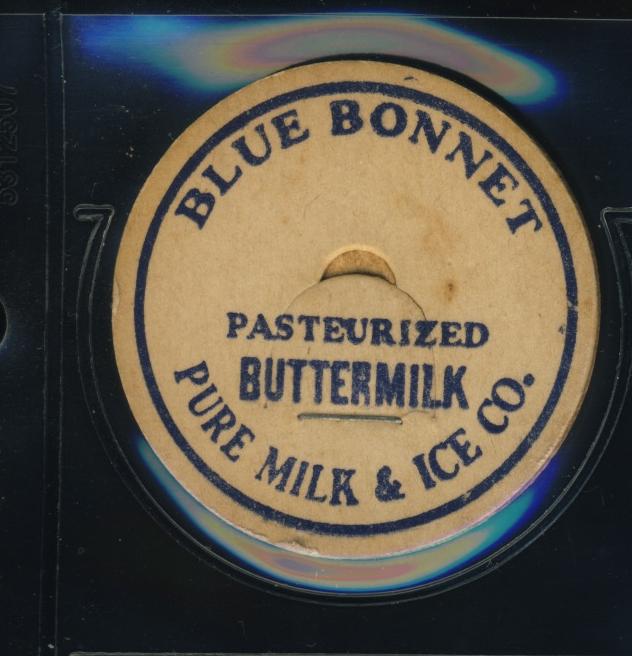 BLUE BONNET
PASTEURIZED
BUTTERMILK
PURE MILK & ICE CO.